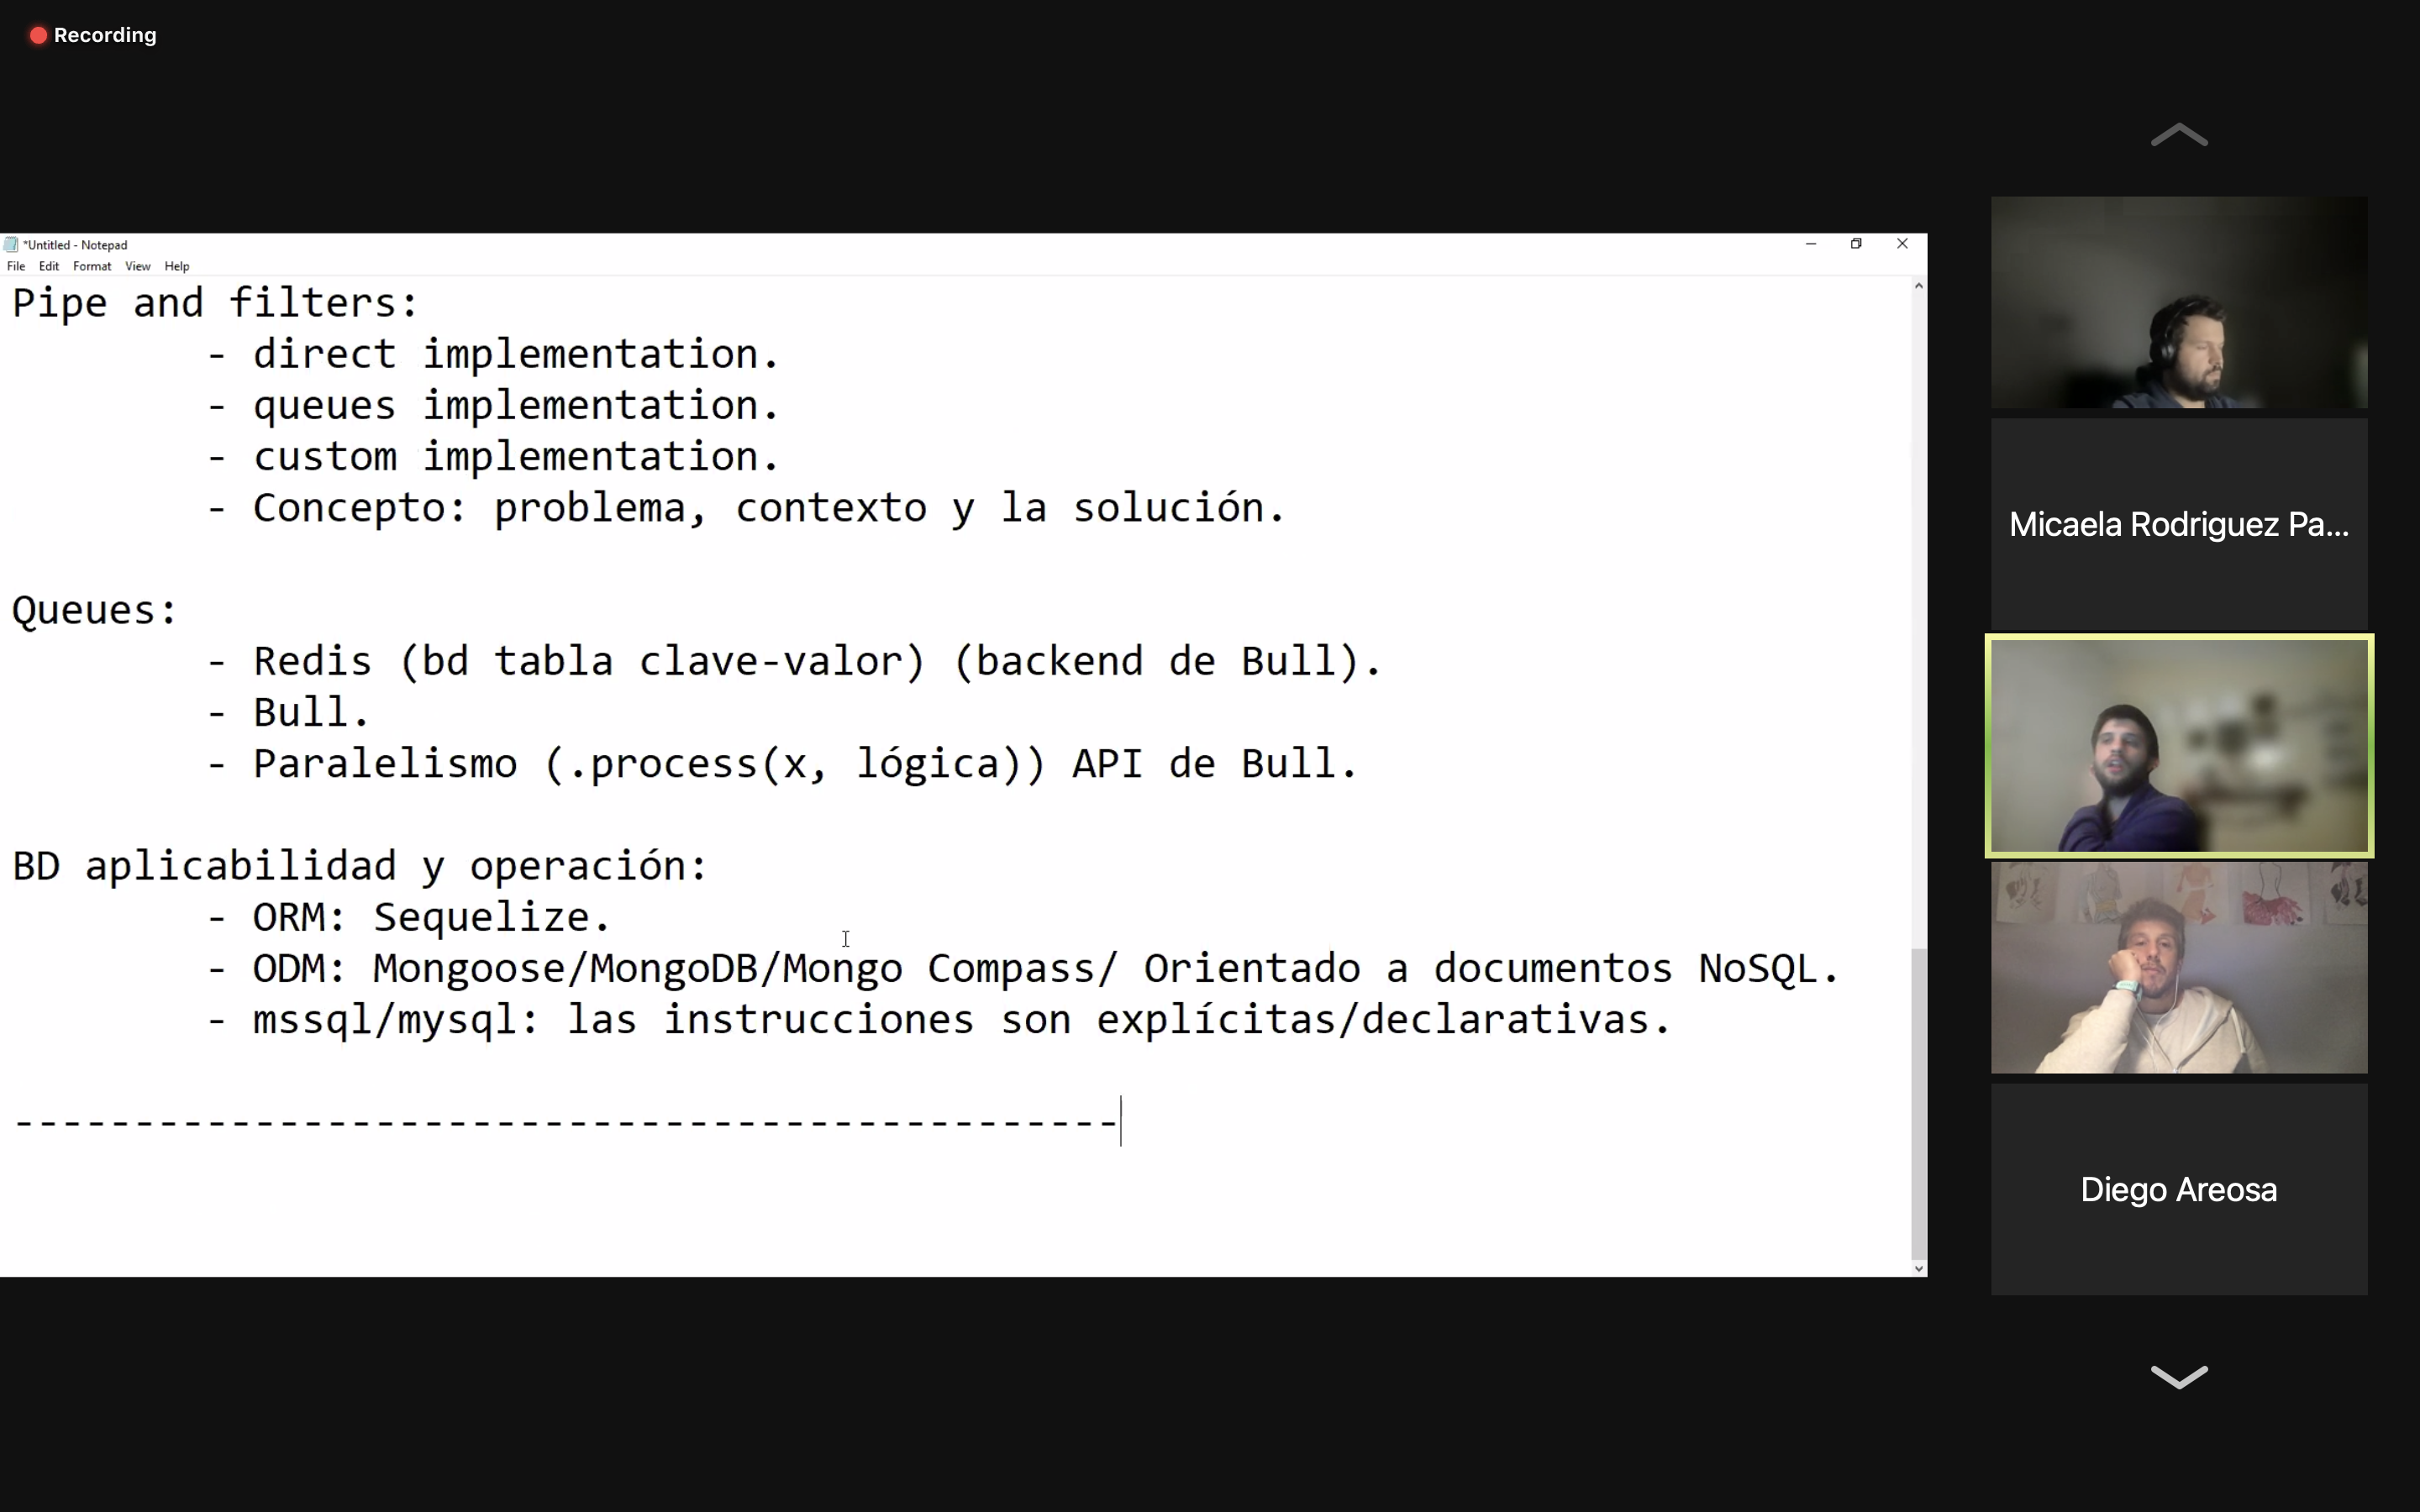 Recording
*Untitled - Notepad
File Edit Format View Help
Pipe and filters:
- direct implementation.
- queues implementation.
- custom implementation.
- Concepto: problema, contexto y la solución.
Queues:
- Redis (bd tabla clave-valor) (backend de Bull).
- Bull.
- Paralelismo (.process(x, lógica)) API de Bull.
BD aplicabilidad y operación:
- ORM: Sequelize.
- ODM: Mongoose/MongoDB/Mongo Compass/ Orientado a documentos NoSQL.
- mssql/mysql: las instrucciones son explícitas/declarativas.
----------------------------------------------
Micaela Rodriguez Pa...
Diego Areosa